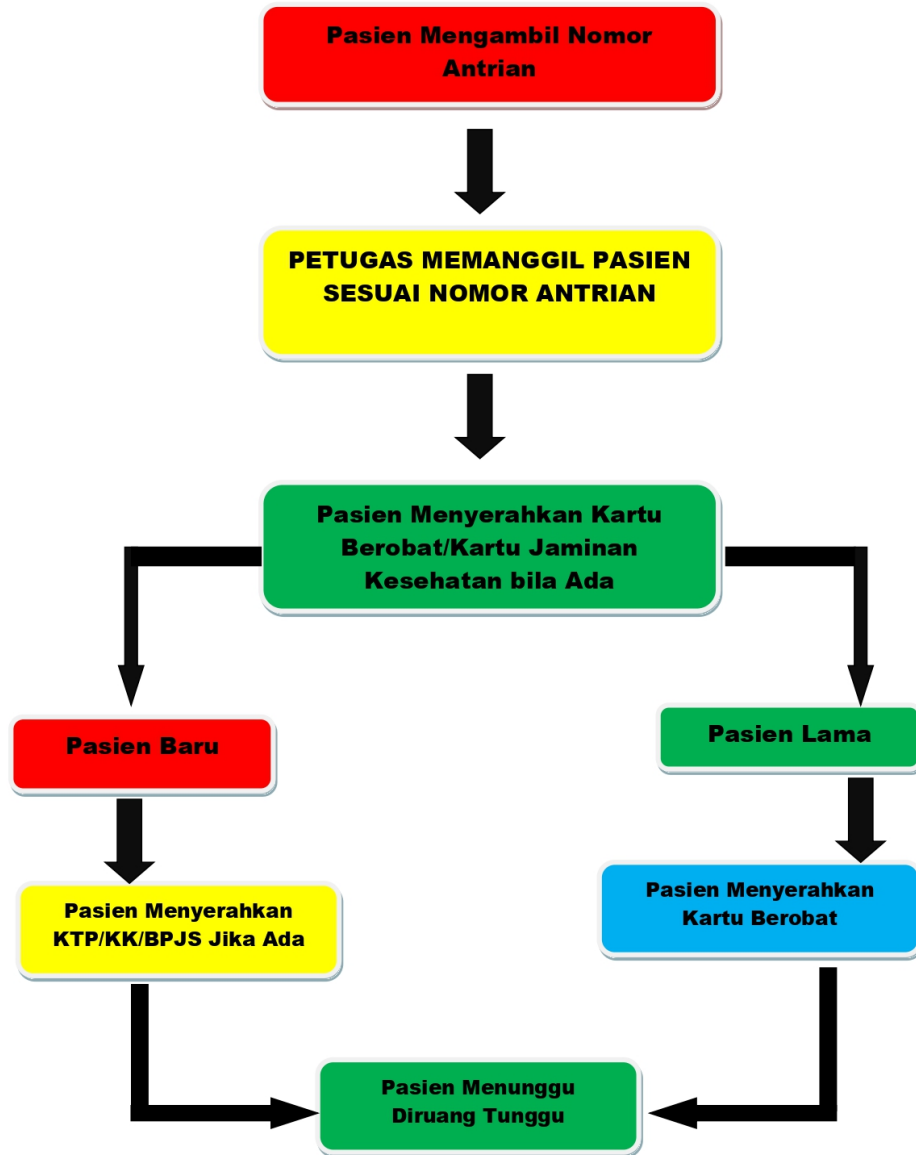 Pasien Mengambil Nomor
Antrian
PETUGAS MEMANGGIL PASIEN
SESUAI NOMOR ANTRIAN
Pasien Menyerahkan Kartu
Berobat/Kartu Jaminan
Kesehatan bila Ada
Pasien Baru
Pasien Lama
Pasien Menyerahkan
KTP/KK/BPJS Jika Ada
Pasien Menyerahkan
Kartu Berobat
Pasien Menunggu
Diruang Tunggu